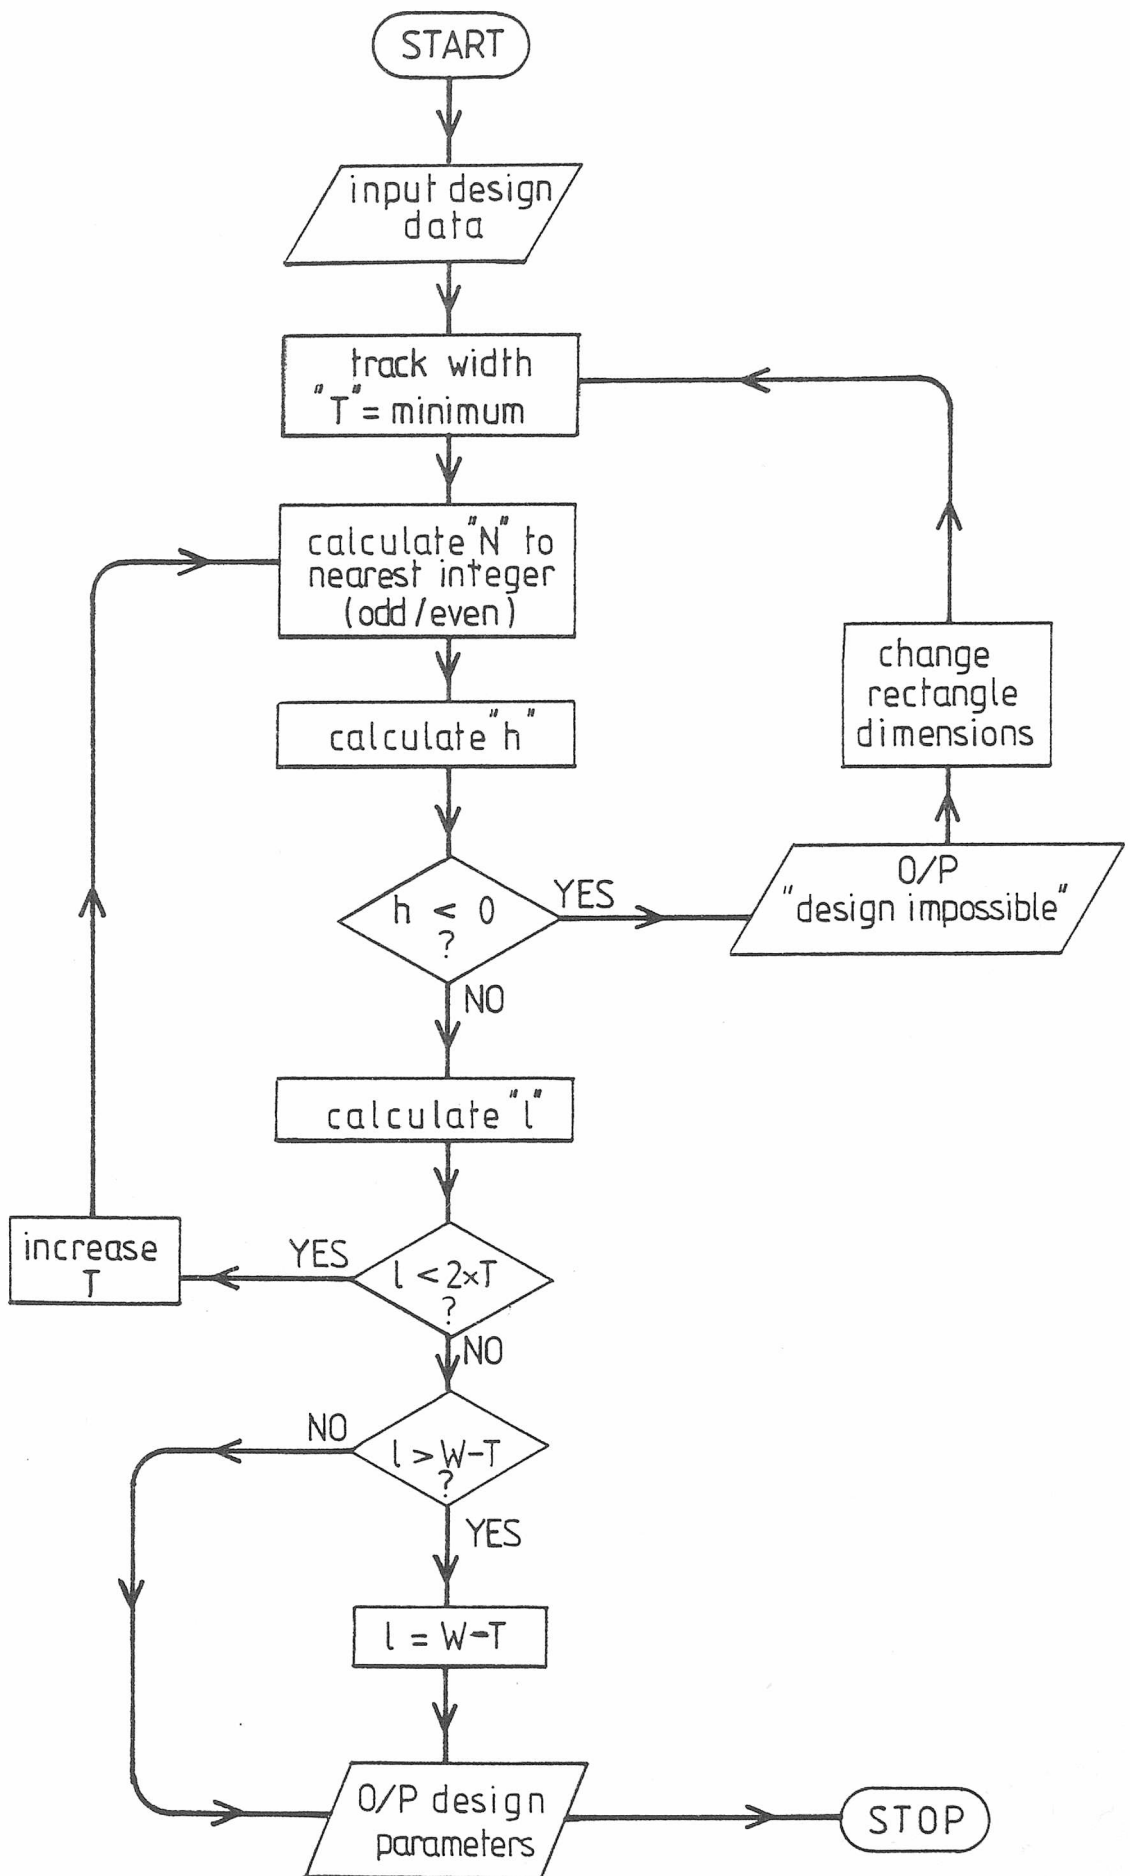 START
input design
data
track width
"T" = minimum
calculate "N" to
nearest integer
(odd/even)
calculate "h"
change
rectangle
dimensions
h < 0
?
YES
O/P
"design impossible"
NO
calculate "l"
increase
T
YES
l < 2×T
?
NO
NO
l > W-T
?
YES
l = W-T
O/P design
parameters
STOP